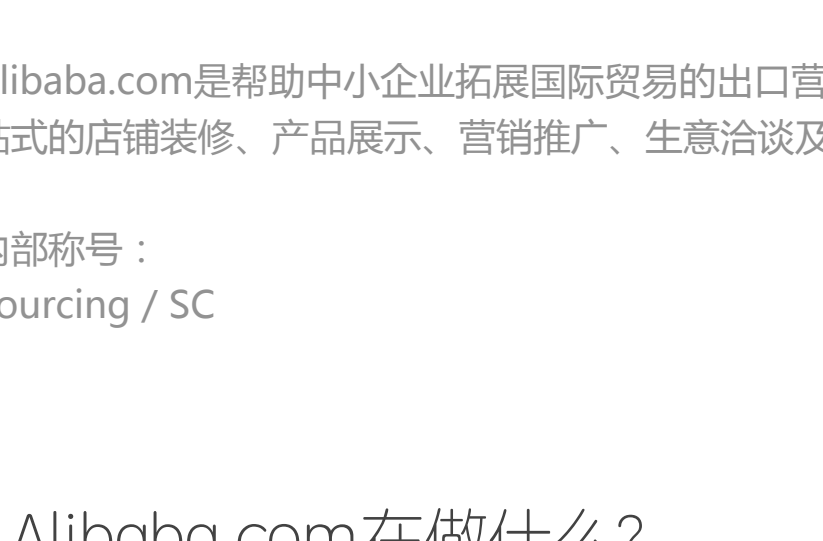 libaba.com是帮助中小企业拓展国际贸易的出口营
式的店铺装修、产品展示、营销推广、生意洽谈及
部称号：
ourcing / SC
Alibaba.com在做什么?